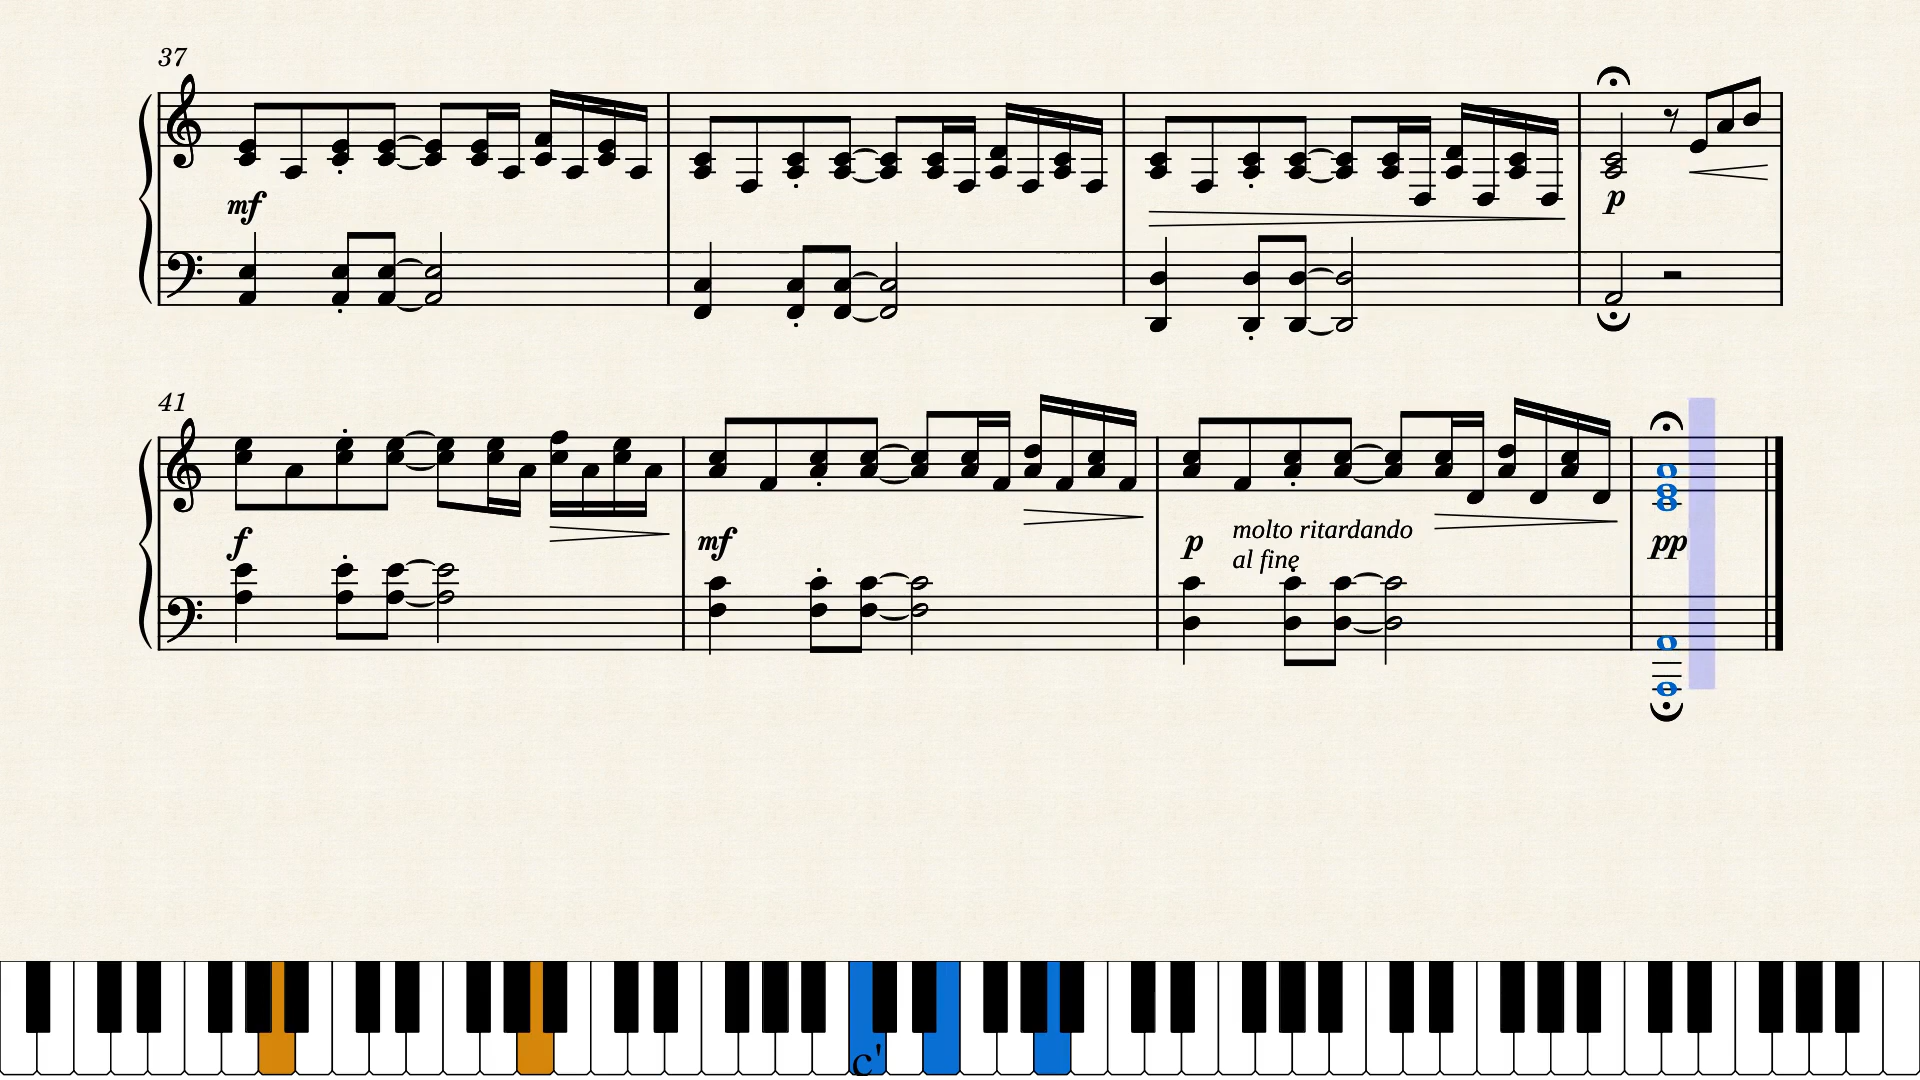 37
mf
p
41
f
mf
p
molto ritardando
al fine
pp
c'